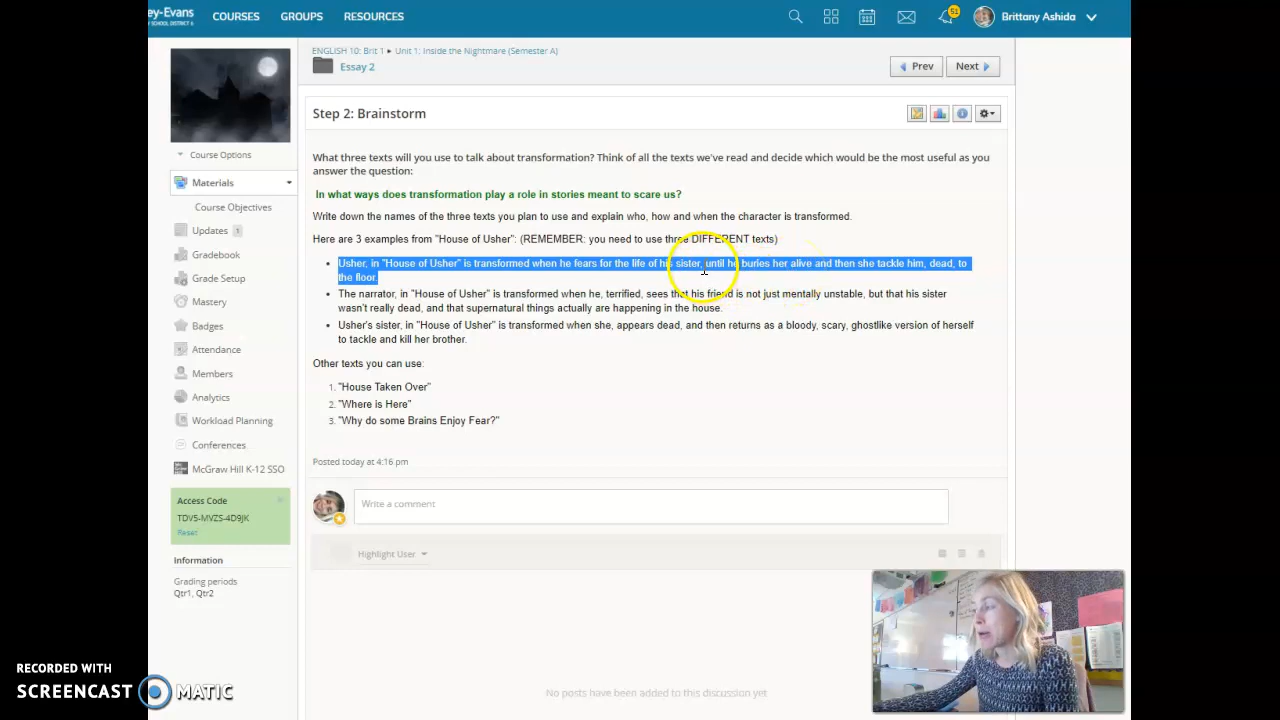 ey-Evans
COURSES GROUPS RESOURCES
51
Brittany Ashida
ENGLISH 10: Brit 1 ▸ Unit 1: Inside the Nightmare (Semester A)
Essay 2
Prev Next
Step 2: Brainstorm
Course Options
Materials
Course Objectives
Updates 1
Gradebook
Grade Setup
Mastery
Badges
Attendance
Members
Analytics
Workload Planning
Conferences
McGraw Hill K-12 SSO
Access Code
TDV5-MVZS-4D9JK
Reset
Information
Grading periods
Qtr1, Qtr2
What three texts will you use to talk about transformation? Think of all the texts we've read and decide which would be the most useful as you
answer the question:
In what ways does transformation play a role in stories meant to scare us?
Write down the names of the three texts you plan to use and explain who, how and when the character is transformed.
Here are 3 examples from "House of Usher": (REMEMBER: you need to use three DIFFERENT texts)
• Usher, in "House of Usher" is transformed when he fears for the life of his sister, until he buries her alive and then she tackle him, dead, to
the floor.
• The narrator, in "House of Usher" is transformed when he, terrified, sees that his friend is not just mentally unstable, but that his sister
wasn't really dead, and that supernatural things actually are happening in the house.
• Usher's sister, in "House of Usher" is transformed when she, appears dead, and then returns as a bloody, scary, ghostlike version of herself
to tackle and kill her brother.
Other texts you can use:
1. "House Taken Over"
2. "Where is Here"
3. "Why do some Brains Enjoy Fear?"
Posted today at 4:16 pm
Write a comment
Highlight User
No posts have been added to this discussion yet
RECORDED WITH
SCREENCAST MATIC